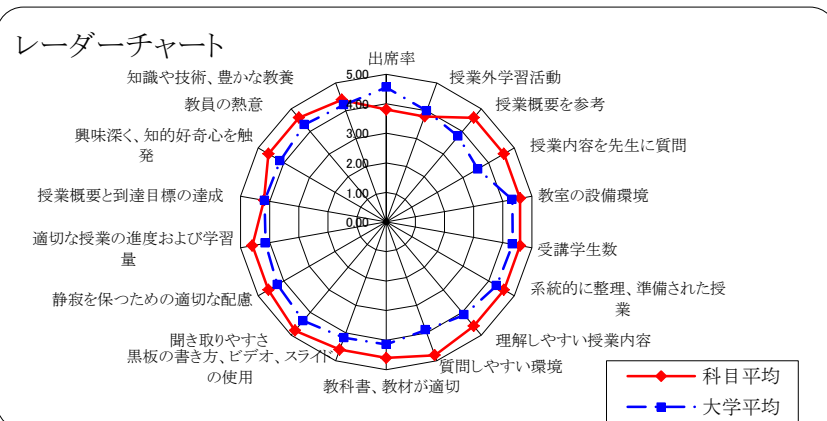 レーダーチャート
出席率
授業外学習活動
授業概要を参考
授業内容を先生に質問
教室の設備環境
受講学生数
系統的に整理、準備された授
業
理解しやすい授業内容
質問しやすい環境
教科書、教材が適切
黒板の書き方、ビデオ、スライド
の使用
聞き取りやすさ
静寂を保つための適切な配慮
適切な授業の進度および学習
量
授業概要と到達目標の達成
興味深く、知的好奇心を触
発
教員の熱意
知識や技術、豊かな教養
5.00
4.00
3.00
2.00
1.00
0.00
科目平均
大学平均